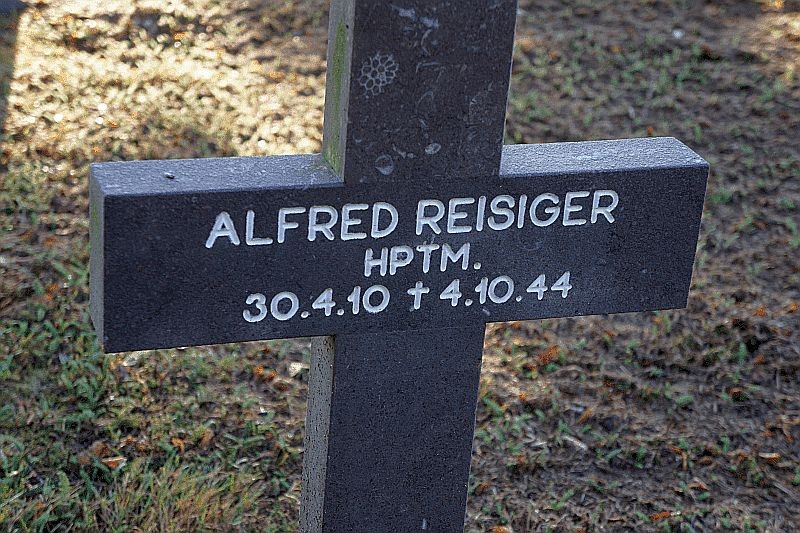 ALFRED REISIGER
HPTM.
30.4.10 ✝ 4.10.44